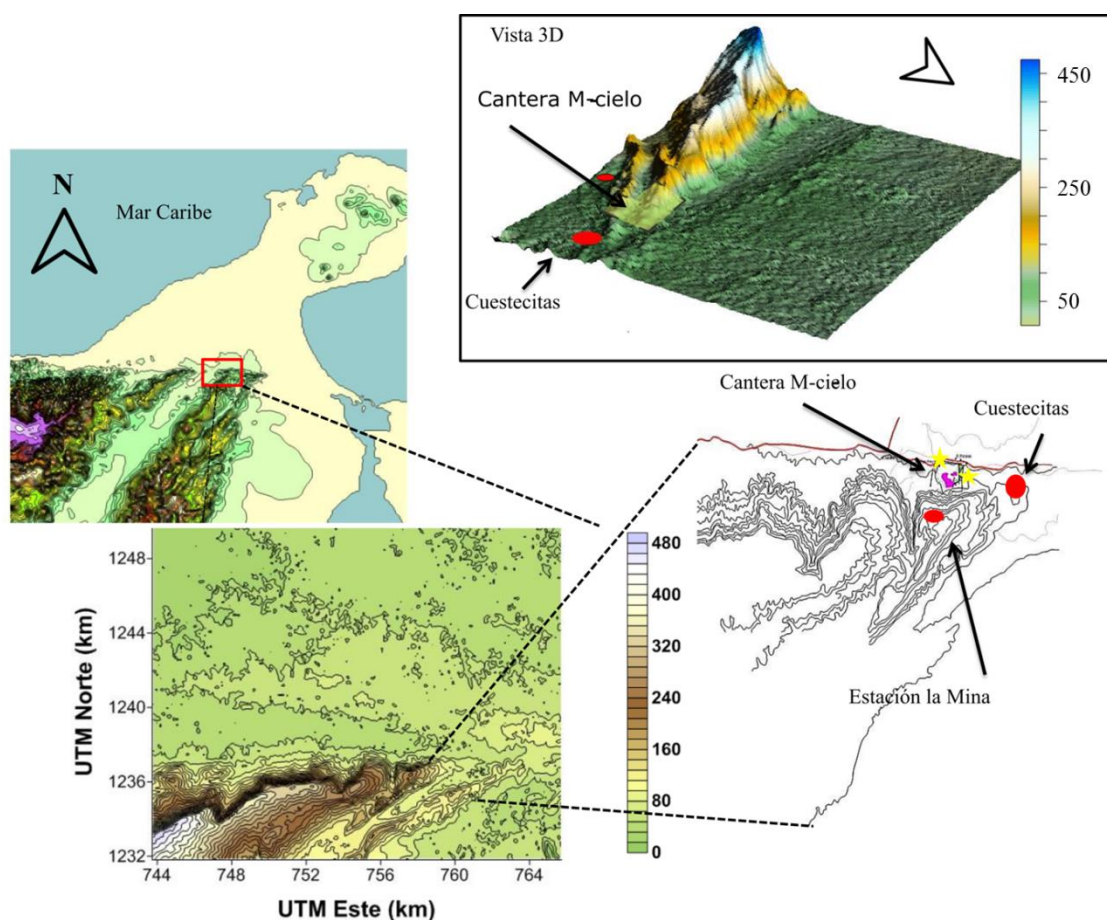 Vista 3D
Cantera M-cielo
Cuestecitas
450
250
50
N
Mar Caribe
Cantera M-cielo
Cuestecitas
Estación la Mina
UTM Norte (km)
1248
1244
1240
1236
1232
744
748
752
756
760
764
UTM Este (km)
480
400
320
240
160
80
0